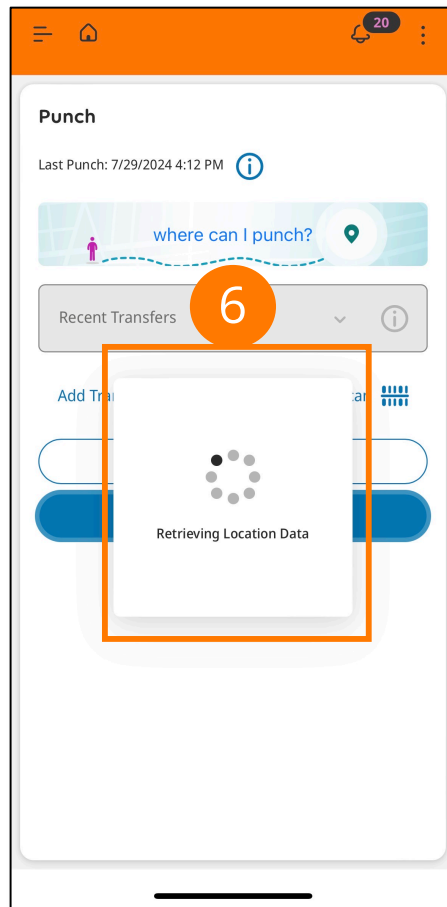 20
Punch
Last Punch: 7/29/2024 4:12 PM
where can I punch?
6
Recent Transfers
Add
Retrieving Location Data